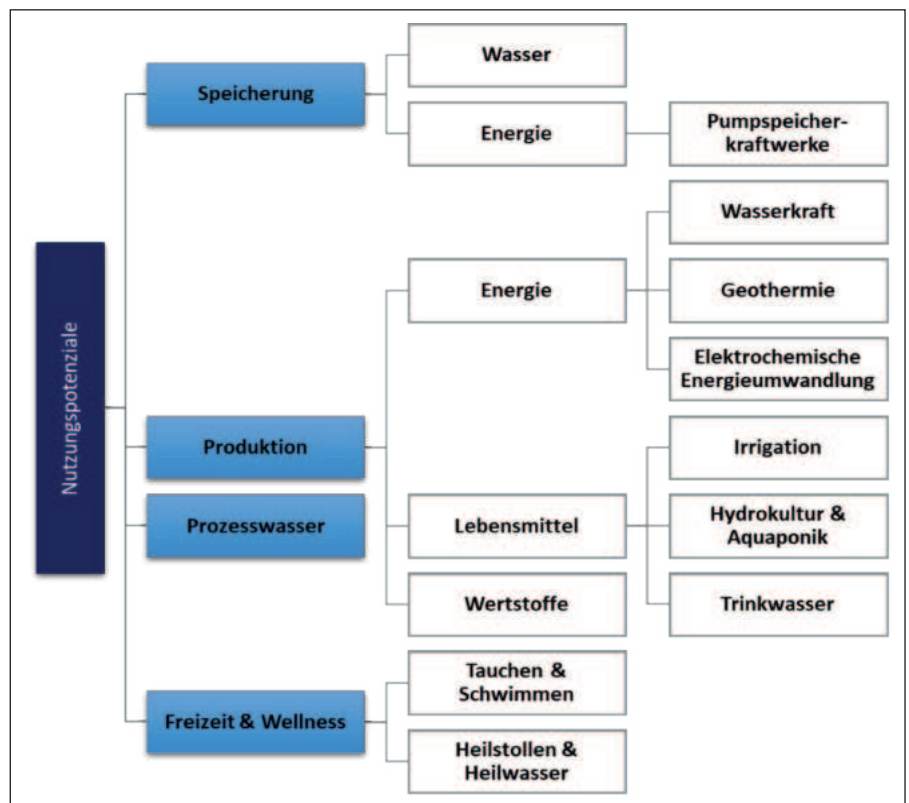 Nutzungspotenziale
Speicherung
Wasser
Energie
Pumpspeicher-
kraftwerke
Produktion
Energie
Wasserkraft
Geothermie
Elektrochemische
Energieumwandlung
Lebensmittel
Irrigation
Hydrokultur &
Aquaponik
Trinkwasser
Wertstoffe
Prozesswasser
Freizeit & Wellness
Tauchen &
Schwimmen
Heilstollen &
Heilwasser